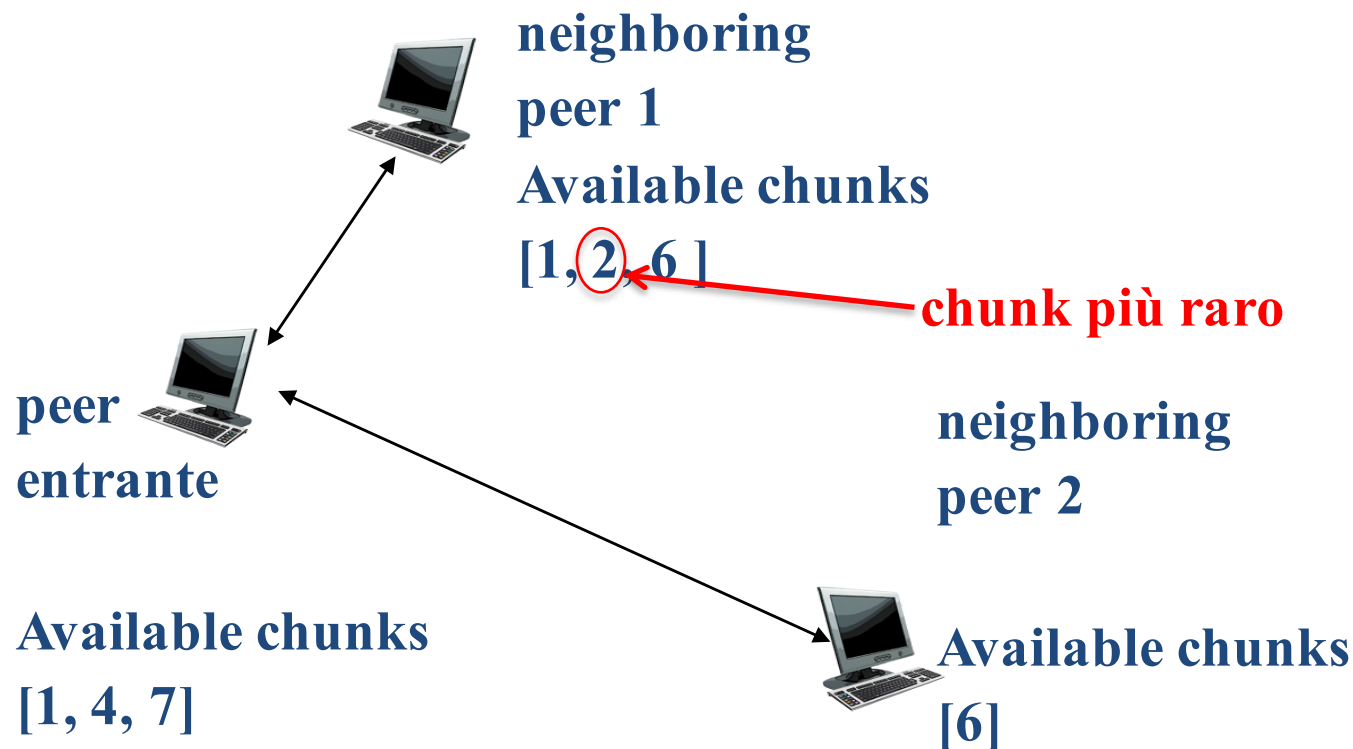 neighboring
peer 1
Available chunks
[1, 2, 6 ]
chunk più raro
peer
entrante
Available chunks
[1, 4, 7]
neighboring
peer 2
Available chunks
[6]